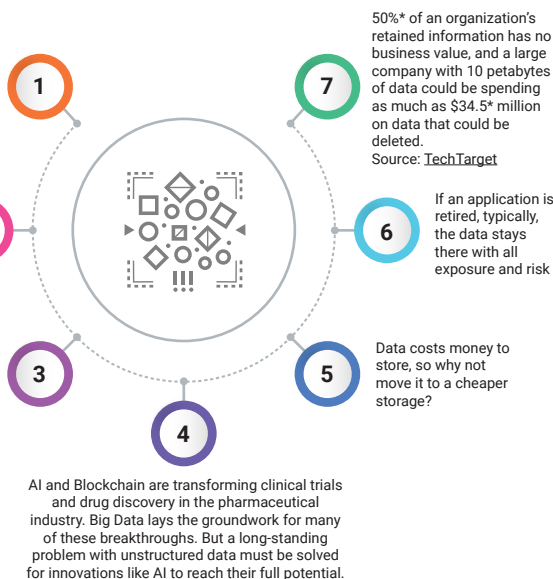 1
7
50%* of an organization's
retained information has no
business value, and a large
company with 10 petabytes
of data could be spending
as much as $34.5* million
on data that could be
deleted.
Source: TechTarget
6
If an application is
retired, typically,
the data stays
there with all
exposure and risk
3
5
Data costs money to
store, so why not
move it to a cheaper
storage?
4
AI and Blockchain are transforming clinical trials
and drug discovery in the pharmaceutical
industry. Big Data lays the groundwork for many
of these breakthroughs. But a long-standing
problem with unstructured data must be solved
for innovations like AI to reach their full potential.